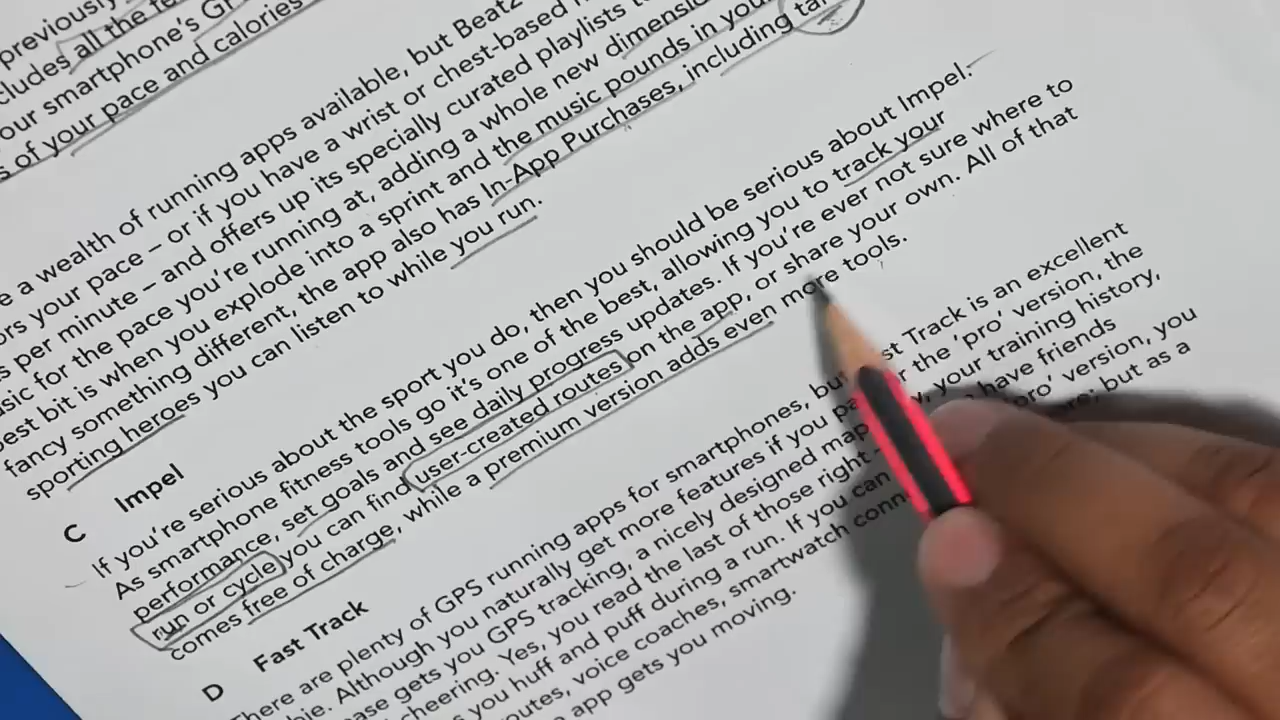 previously
cludes all the fe
our smartphone's G
s of your pace and calories
e a wealth of running apps available, but Beatz
ors your pace – or if you have a wrist or chest-based
s per minute – and offers up its specially curated playlists
usic for the pace you're running at, adding a whole new dimension
best bit is when you explode into a sprint and the music pounds in you
fancy something different, the app also has In-App Purchases, including
sporting heroes you can listen to while you run.
C Impel
If you're serious about the sport you do, then you should be serious about Impel.
As smartphone fitness tools go it's one of the best, allowing you to track your
performance, set goals and see daily progress updates. If you're ever not sure where to
run or cycle you can find user-created routes on the app, or share your own. All of that
comes free of charge, while a premium version adds even more tools.
D Fast Track
here are plenty of GPS running apps for smartphones, but st Track is an excellent
bie. Although you naturally get more features if you pa r the 'pro' version, the
ase gets you GPS tracking, a nicely designed map y, your training history,
cheering. Yes, you read the last of those right – have friends
s you huff and puff during a run. If you can pro' version, you
outes, voice coaches, smartwatch conn but as a
app gets you moving.